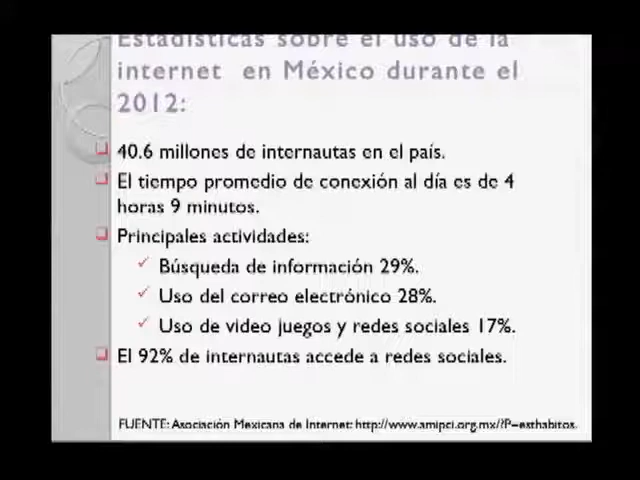 Estadísticas sobre el uso de la
internet en México durante el
2012:
40.6 millones de internautas en el país.
El tiempo promedio de conexión al día es de 4
horas 9 minutos.
Principales actividades:
Búsqueda de información 29%.
Uso del correo electrónico 28%.
Uso de video juegos y redes sociales 17%.
El 92% de internautas accede a redes sociales.
FUENTE: Asociación Mexicana de Internet: http://www.amipci.org.mx/?P=esthabitos.